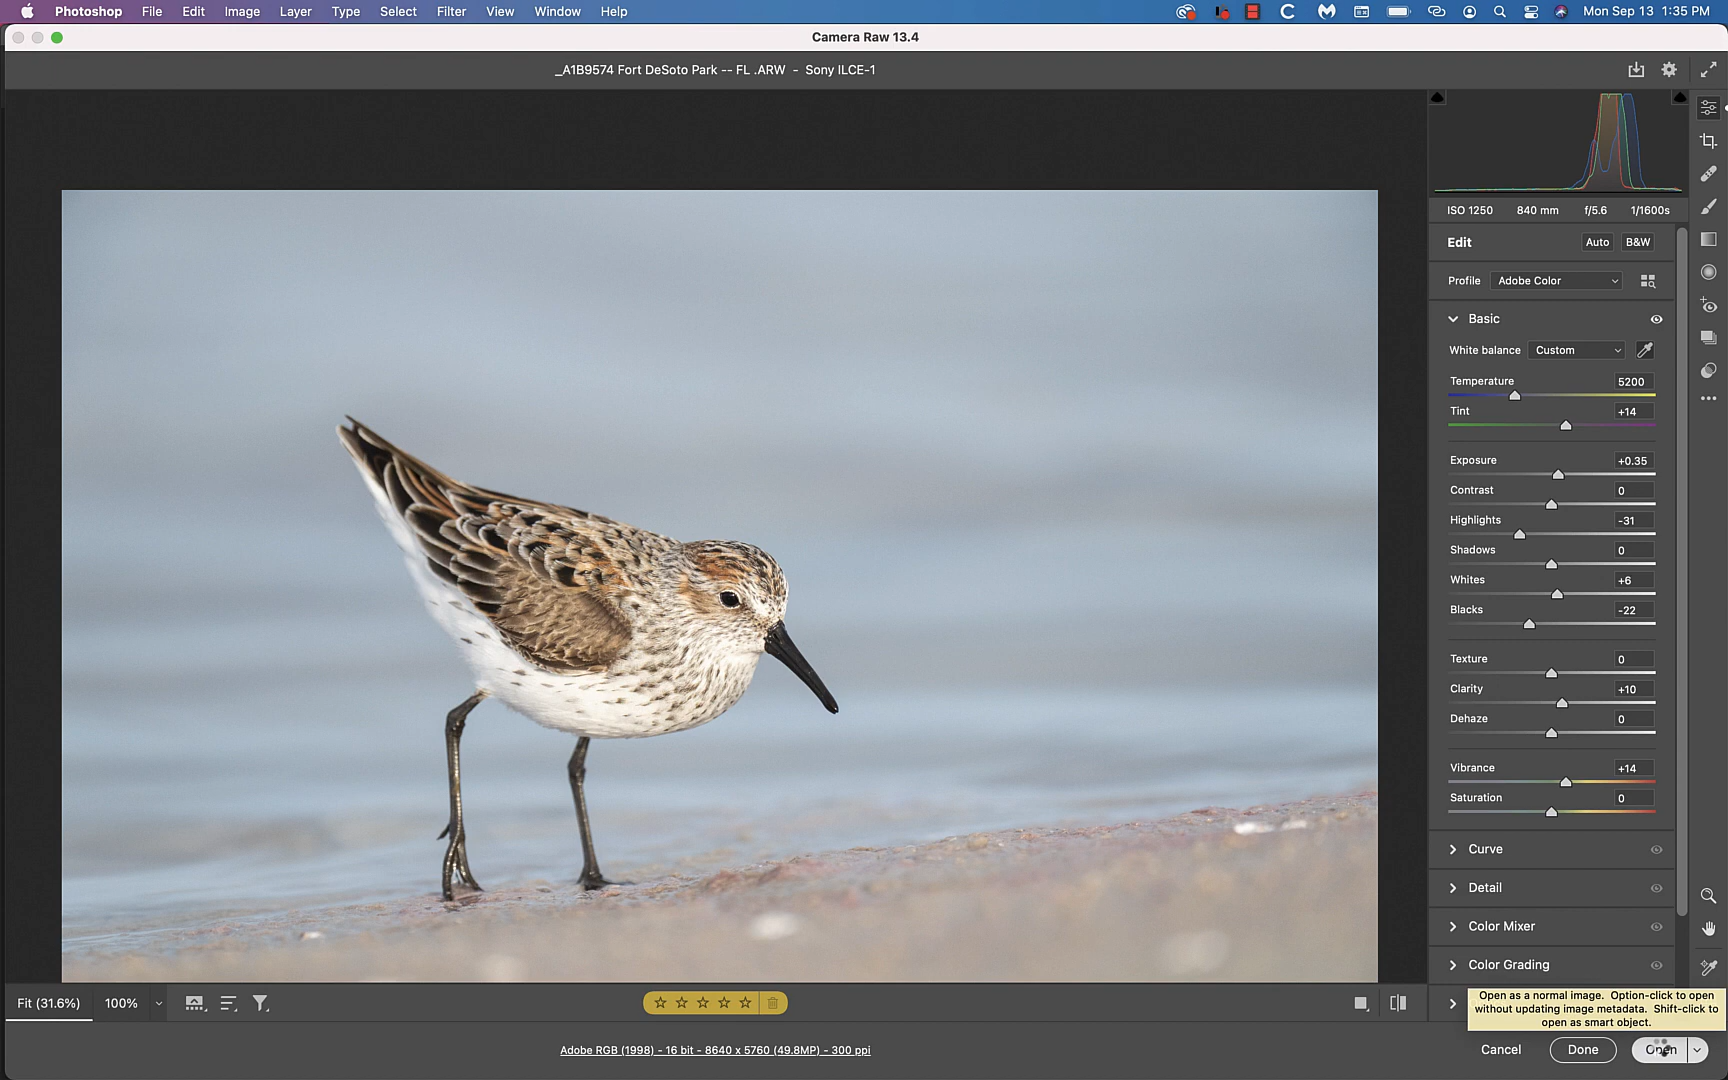 Photoshop File Edit Image Layer Type Select Filter View Window Help
Mon Sep 13 1:35 PM
Camera Raw 13.4
_A1B9574 Fort DeSoto Park -- FL .ARW - Sony ILCE-1
ISO 1250 840 mm f/5.6 1/1600s
Edit Auto B&W
Profile Adobe Color
Basic
White balance Custom
Temperature 5200
Tint +14
Exposure +0.35
Contrast 0
Highlights -31
Shadows 0
Whites +6
Blacks -22
Texture 0
Clarity +10
Dehaze 0
Vibrance +14
Saturation 0
Curve
Detail
Color Mixer
Color Grading
Fit (31.6%) 100%
Open as a normal image. Option-click to open
without updating image metadata. Shift-click to
open as smart object.
Adobe RGB (1998) - 16 bit - 8640 x 5760 (49.8MP) - 300 ppi
Cancel Done Open